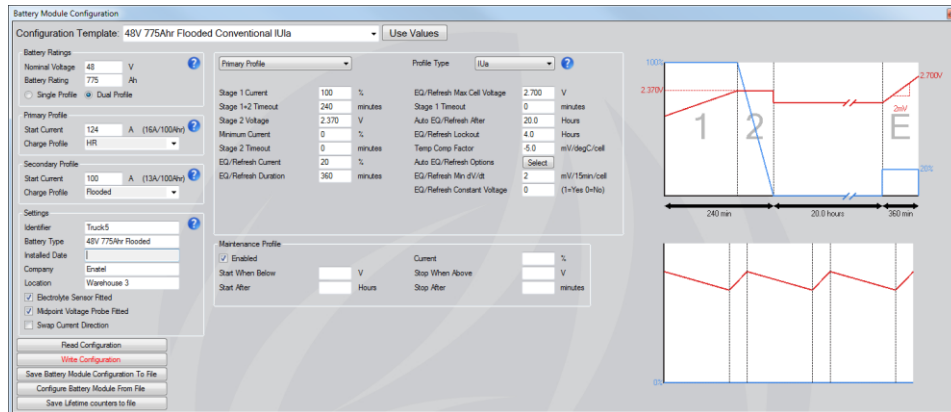 Battery Module Configuration
Configuration Template: 48V 775Ahr Flooded Conventional IUIa Use Values
Battery Ratings
Nominal Voltage 48 V
Battery Rating 775 Ah
Single Profile Dual Profile
Primary Profile
Start Current 124 A (16A/100Ahr)
Charge Profile HR
Secondary Profile
Start Current 100 A (13A/100Ahr)
Charge Profile Flooded
Settings
Identifier Truck5
Battery Type 48V 775Ahr Flooded
Installed Date
Company Enatel
Location Warehouse 3
Electrolyte Sensor Fitted
Midpoint Voltage Probe Fitted
Swap Current Direction
Read Configuration
Write Configuration
Save Battery Module Configuration To File
Configure Battery Module From File
Save Lifetime counters to file
Primary Profile Profile Type IUa
Stage 1 Current 100 % EQ/Refresh Max Cell Voltage 2.700 V
Stage 1+2 Timeout 240 minutes Stage 1 Timeout 0 minutes
Stage 2 Voltage 2.370 V Auto EQ/Refresh After 20.0 Hours
Minimum Current 0 % EQ/Refresh Lockout 4.0 Hours
Stage 2 Timeout 0 minutes Temp Comp Factor -5.0 mV/degC/cell
EQ/Refresh Current 20 % Auto EQ/Refresh Options Select
EQ/Refresh Duration 360 minutes EQ/Refresh Min dV/dt 2 mV/15min/cell
EQ/Refresh Constant Voltage 0 (1=Yes 0=No)
Maintenance Profile
Enabled Current %
Start When Below V Stop When Above V
Start After Hours Stop After minutes
100%
2.370V
2.700V
2mV
1 2 E
20%
240 min 20.0 hours 360 min
0%